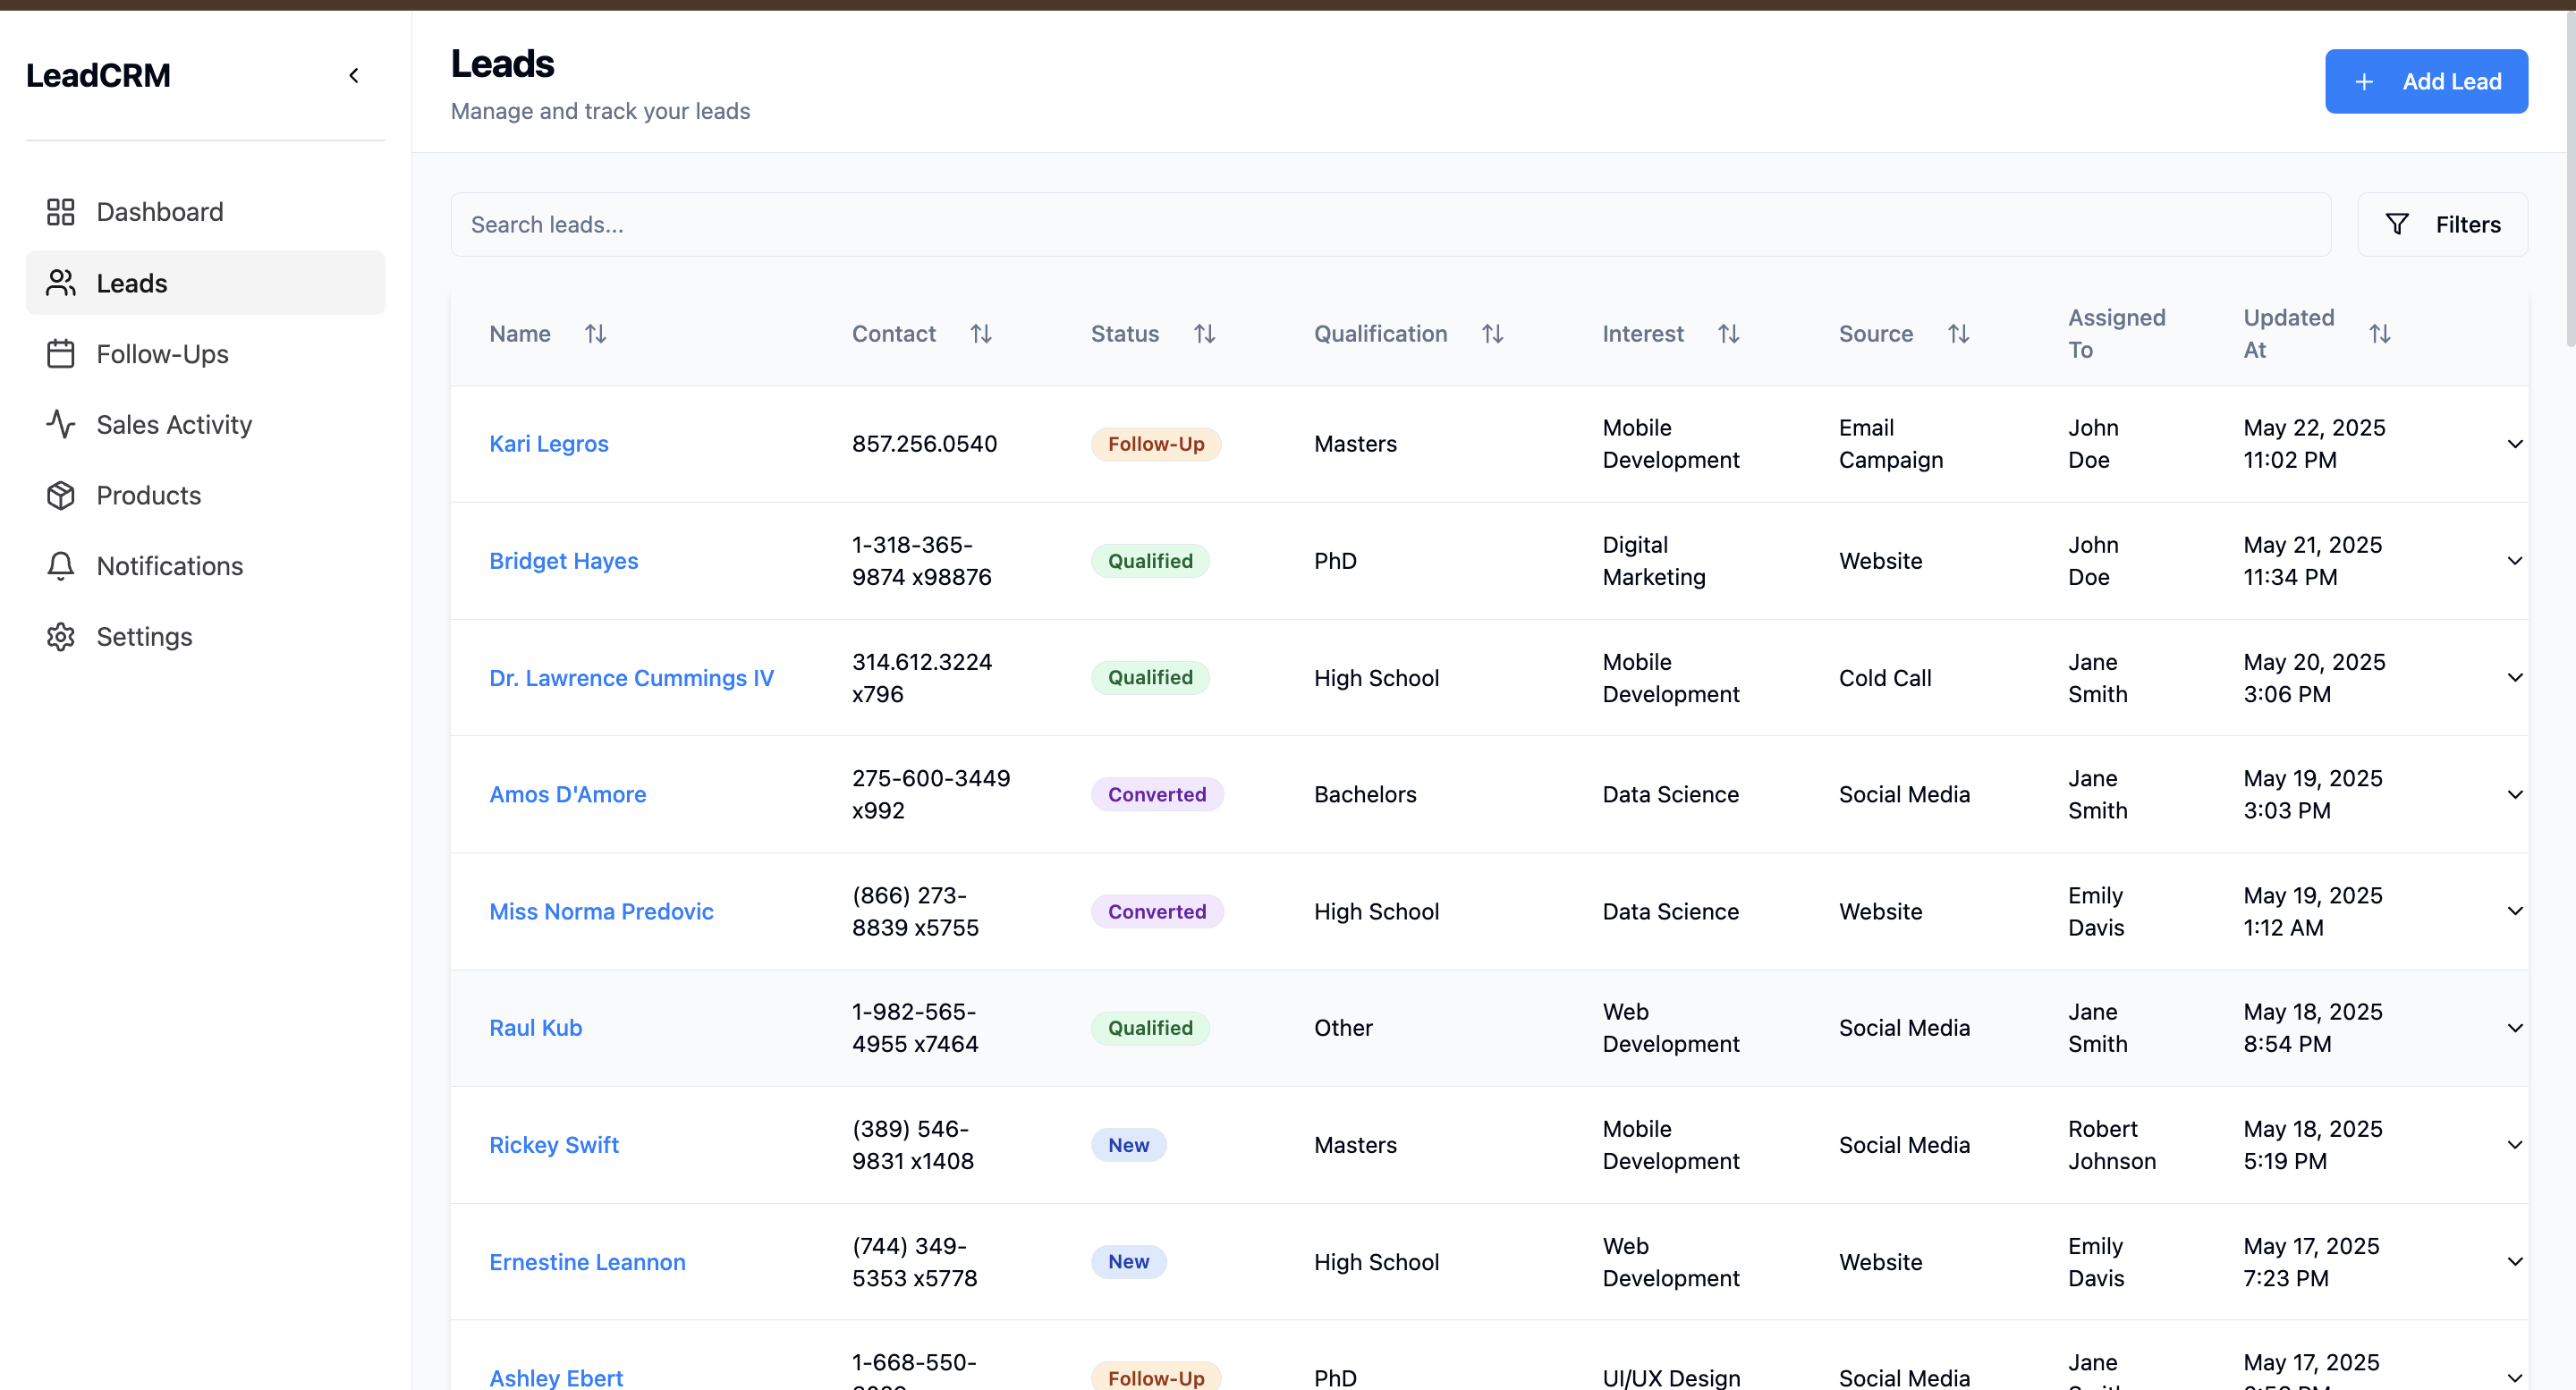 LeadCRM
Dashboard
Leads
Follow-Ups
Sales Activity
Products
Notifications
Settings
Leads
Manage and track your leads
Add Lead
Search leads...
Filters
Name Contact Status Qualification Interest Source Assigned To Updated At
Kari Legros 857.256.0540 Follow-Up Masters Mobile Development Email Campaign John Doe May 22, 2025 11:02 PM
Bridget Hayes 1-318-365-9874 x98876 Qualified PhD Digital Marketing Website John Doe May 21, 2025 11:34 PM
Dr. Lawrence Cummings IV 314.612.3224 x796 Qualified High School Mobile Development Cold Call Jane Smith May 20, 2025 3:06 PM
Amos D'Amore 275-600-3449 x992 Converted Bachelors Data Science Social Media Jane Smith May 19, 2025 3:03 PM
Miss Norma Predovic (866) 273-8839 x5755 Converted High School Data Science Website Emily Davis May 19, 2025 1:12 AM
Raul Kub 1-982-565-4955 x7464 Qualified Other Web Development Social Media Jane Smith May 18, 2025 8:54 PM
Rickey Swift (389) 546-9831 x1408 New Masters Mobile Development Social Media Robert Johnson May 18, 2025 5:19 PM
Ernestine Leannon (744) 349-5353 x5778 New High School Web Development Website Emily Davis May 17, 2025 7:23 PM
Ashley Ebert 1-668-550- Follow-Up PhD UI/UX Design Social Media Jane May 17, 2025